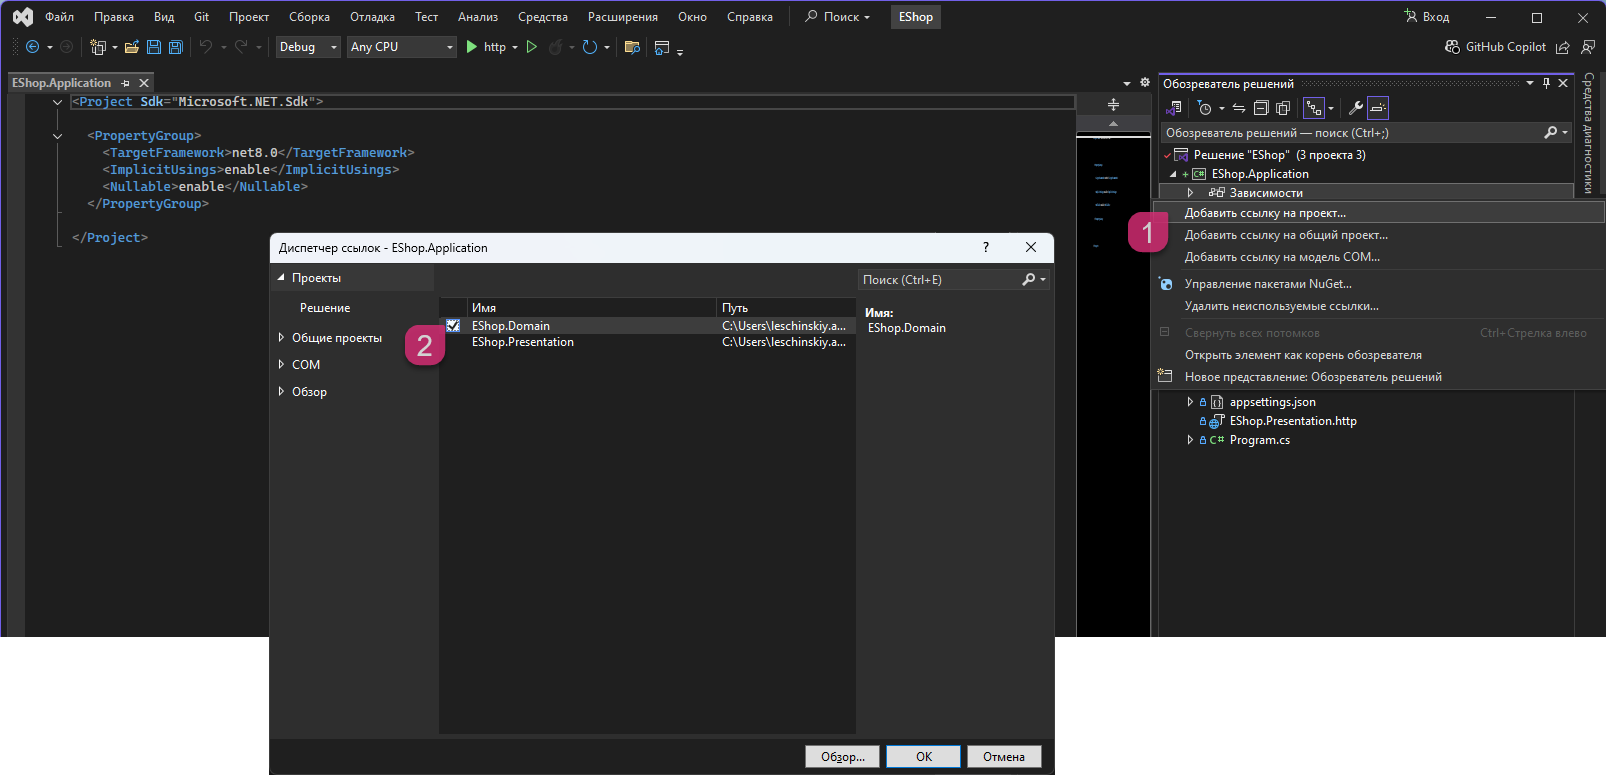 Файл Правка Вид Git Проект Сборка Отладка Тест Анализ Средства Расширения Окно Справка Поиск EShop Вход
Debug Any CPU http GitHub Copilot
EShop.Application
<Project Sdk="Microsoft.NET.Sdk">
<PropertyGroup>
<TargetFramework>net8.0</TargetFramework>
<ImplicitUsings>enable</ImplicitUsings>
<Nullable>enable</Nullable>
</PropertyGroup>
</Project>
Обозреватель решений
Обозреватель решений — поиск (Ctrl+;)
Решение "EShop" (3 проекта 3)
EShop.Application
Зависимости
1
Добавить ссылку на проект...
Добавить ссылку на общий проект...
Добавить ссылку на модель COM...
Управление пакетами NuGet...
Удалить неиспользуемые ссылки...
Свернуть всех потомков Ctrl+Стрелка влево
Открыть элемент как корень обозревателя
Новое представление: Обозреватель решений
appsettings.json
EShop.Presentation.http
C# Program.cs
Средства диагностики
Диспетчер ссылок - EShop.Application ?
Проекты
Решение
Общие проекты
COM
Обзор
Поиск (Ctrl+E)
Имя Путь
EShop.Domain C:\Users\leschinskiy.a...
EShop.Presentation C:\Users\leschinskiy.a...
2
Имя:
EShop.Domain
Обзор... OK Отмена